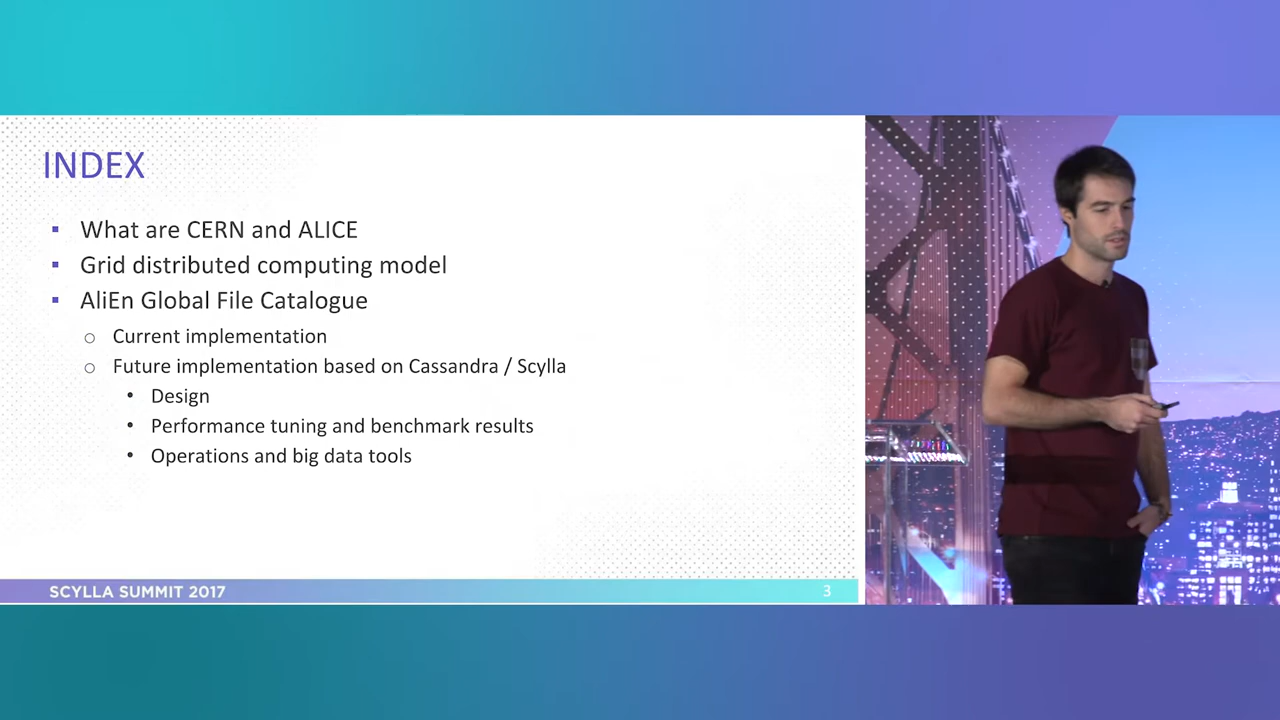 INDEX
▪ What are CERN and ALICE
▪ Grid distributed computing model
▪ AliEn Global File Catalogue
○ Current implementation
○ Future implementation based on Cassandra / Scylla
• Design
• Performance tuning and benchmark results
• Operations and big data tools
SCYLLA SUMMIT 2017
3